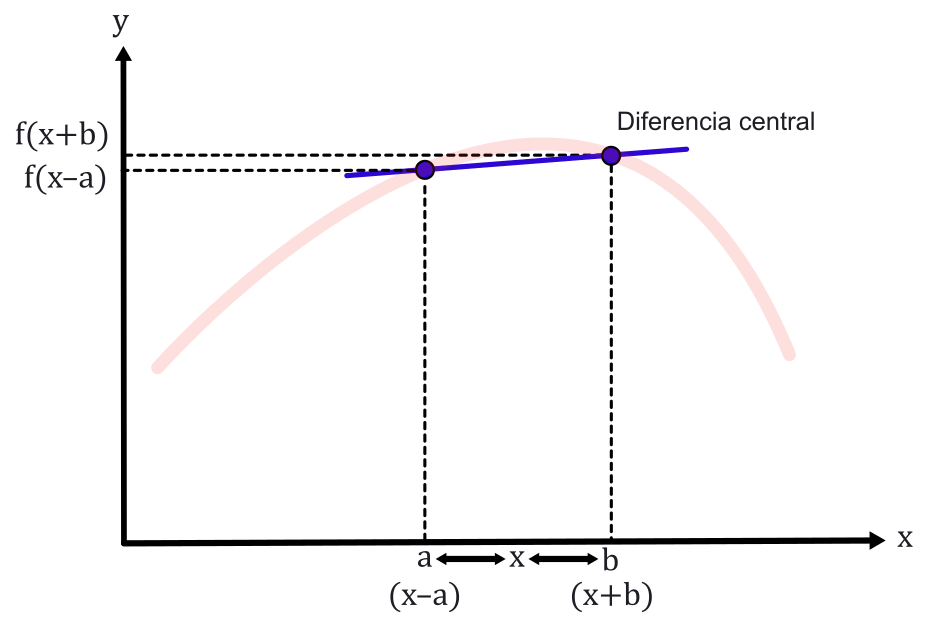 y
f(x+b)
Diferencia central
f(x–a)
x
a x b
(x–a) (x+b)